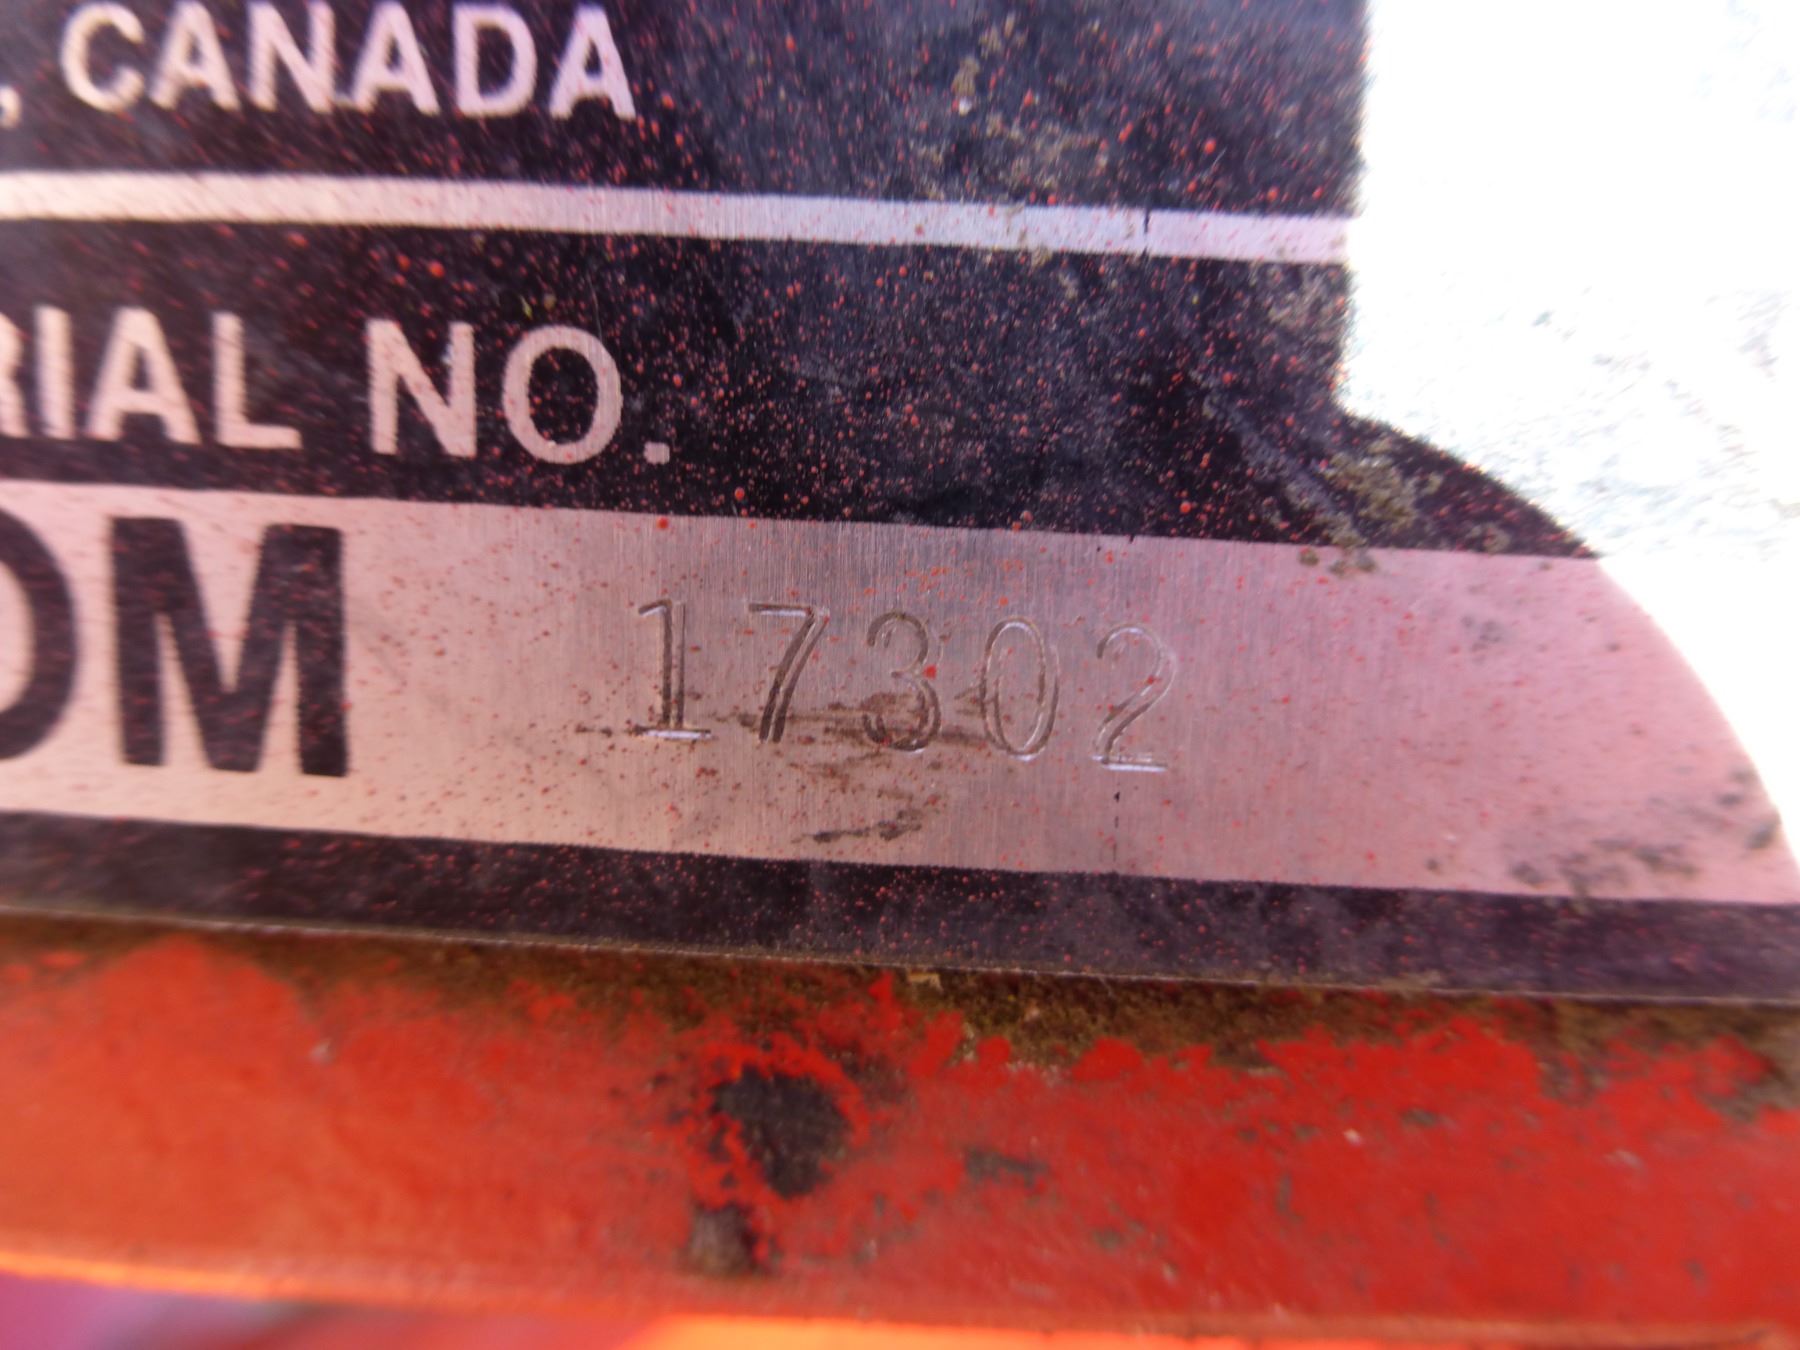 , CANADA
RIAL NO.
OM 17302